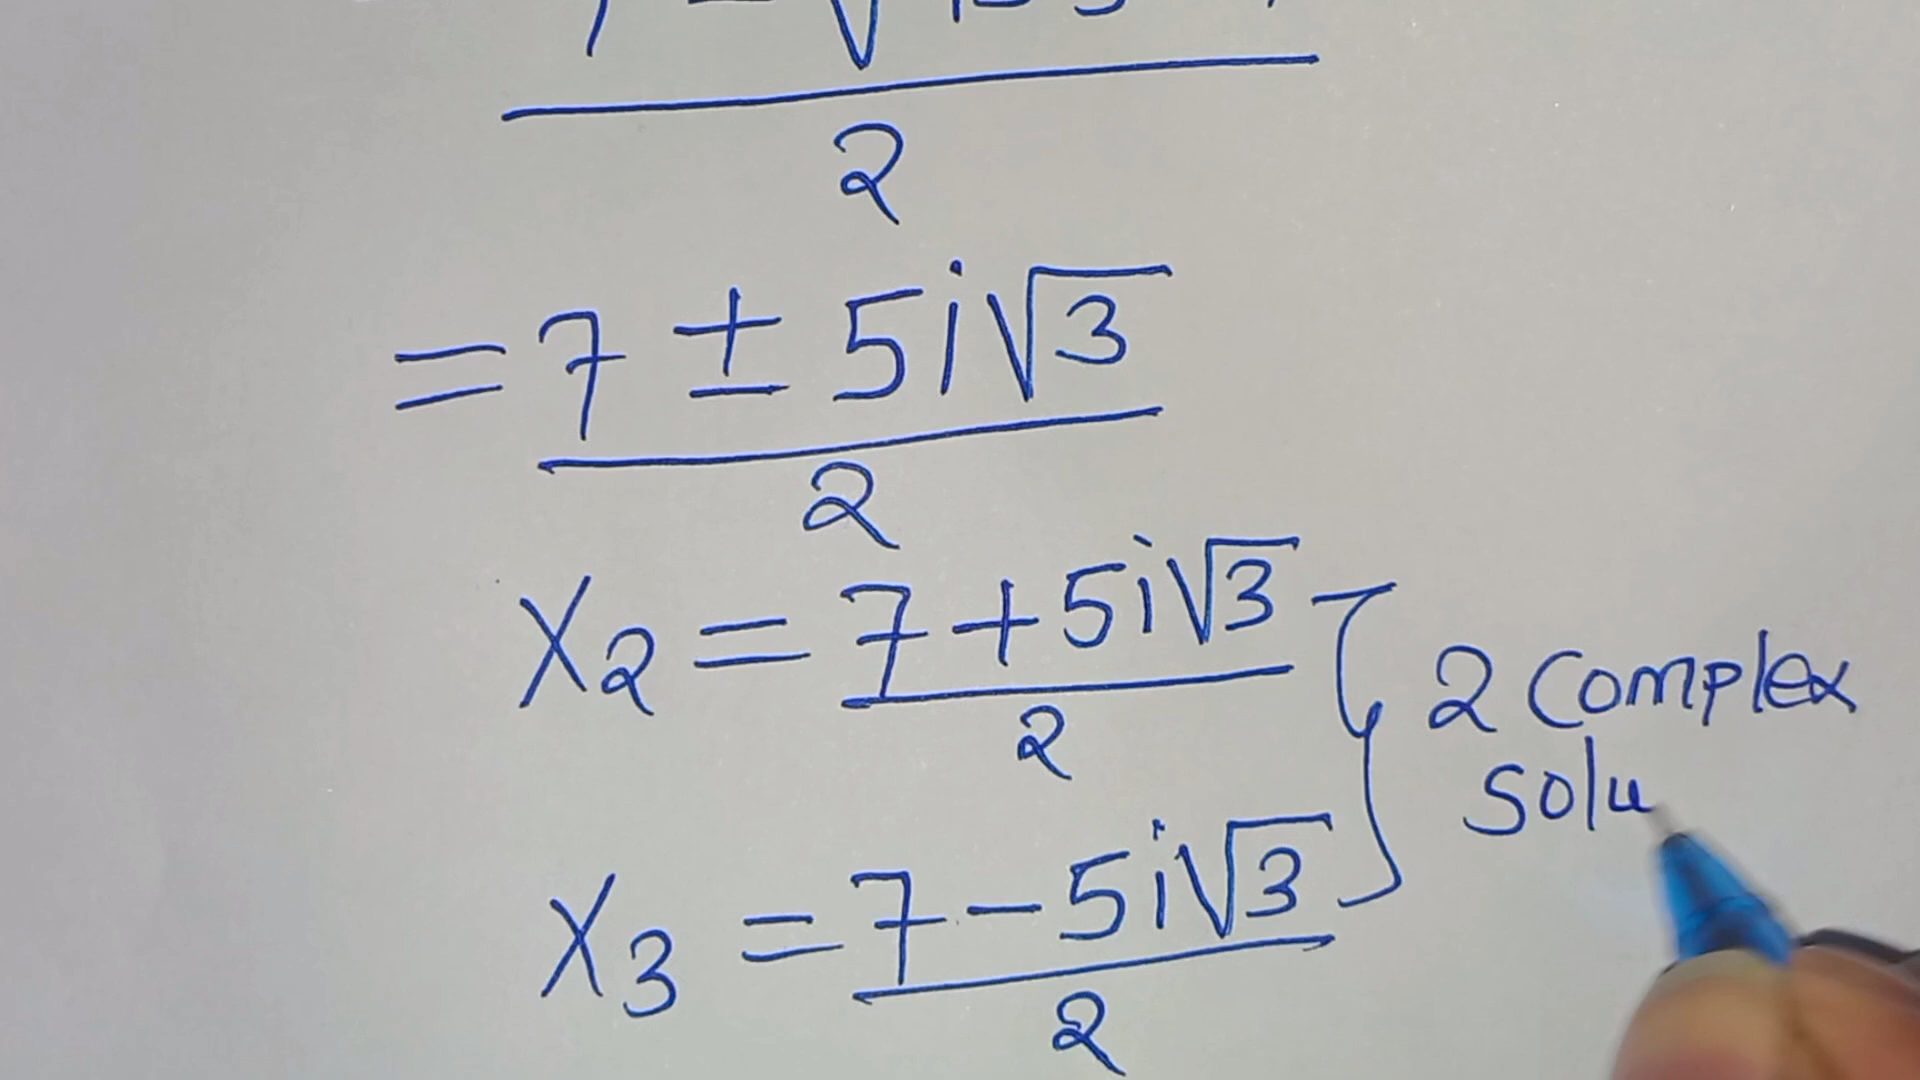 2
= 7 ± 5i√3
2
X2 = 7 + 5i√3
2
2 complex
solu
X3 = 7 - 5i√3
2